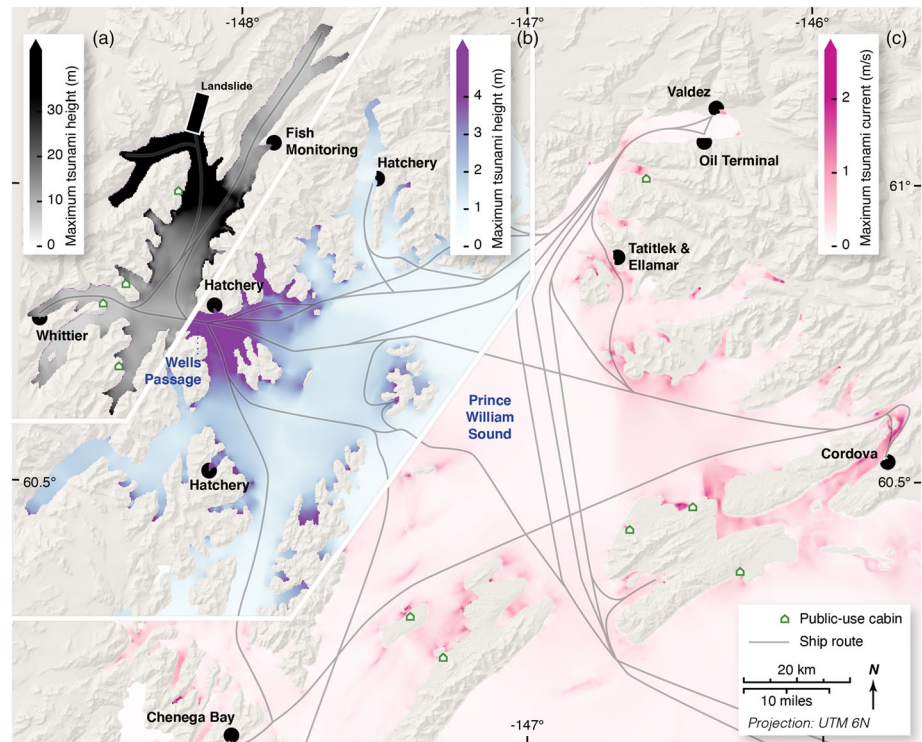 -148°
-147°
-146°
(a)
30
20
10
0
Maximum tsunami height (m)
(b)
4
3
2
1
0
Maximum tsunami height (m)
(c)
2
1
0
Maximum tsunami current (m/s)
Landslide
Fish
Monitoring
Hatchery
Valdez
Oil Terminal
61°
Tatitlek &
Ellamar
Hatchery
Whittier
Wells
Passage
Prince
William
Sound
Cordova
Hatchery
60.5°
60.5°
Chenega Bay
-147°
Public-use cabin
Ship route
20 km
10 miles
N
Projection: UTM 6N